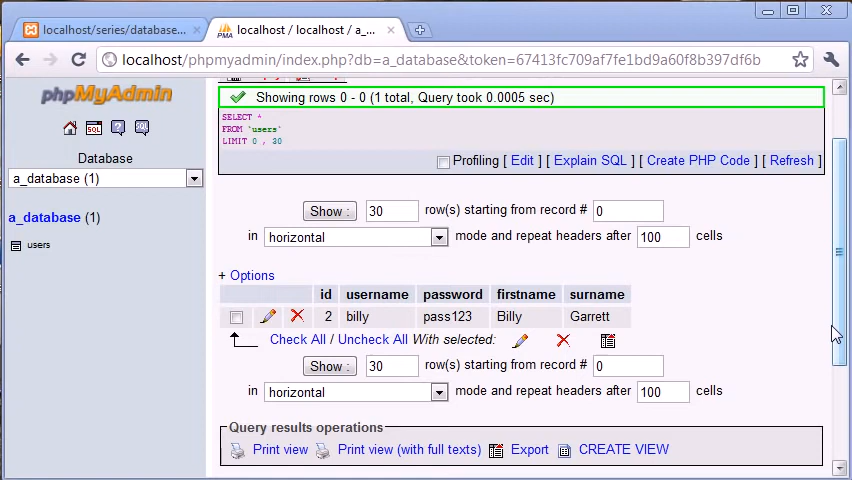 localhost/series/database...
localhost / localhost / a_...
localhost/phpmyadmin/index.php?db=a_database&token=67413fc709af7fe1bd9a60f8b397df6b
phpMyAdmin
SQL
Database
a_database (1)
a_database (1)
users
Showing rows 0 - 0 (1 total, Query took 0.0005 sec)
SELECT *
FROM `users`
LIMIT 0 , 30
Profiling [ Edit ] [ Explain SQL ] [ Create PHP Code ] [ Refresh ]
Show : 30 row(s) starting from record # 0
in horizontal mode and repeat headers after 100 cells
+ Options
id username password firstname surname
2 billy pass123 Billy Garrett
Check All / Uncheck All With selected:
Show : 30 row(s) starting from record # 0
in horizontal mode and repeat headers after 100 cells
Query results operations
Print view Print view (with full texts) Export CREATE VIEW